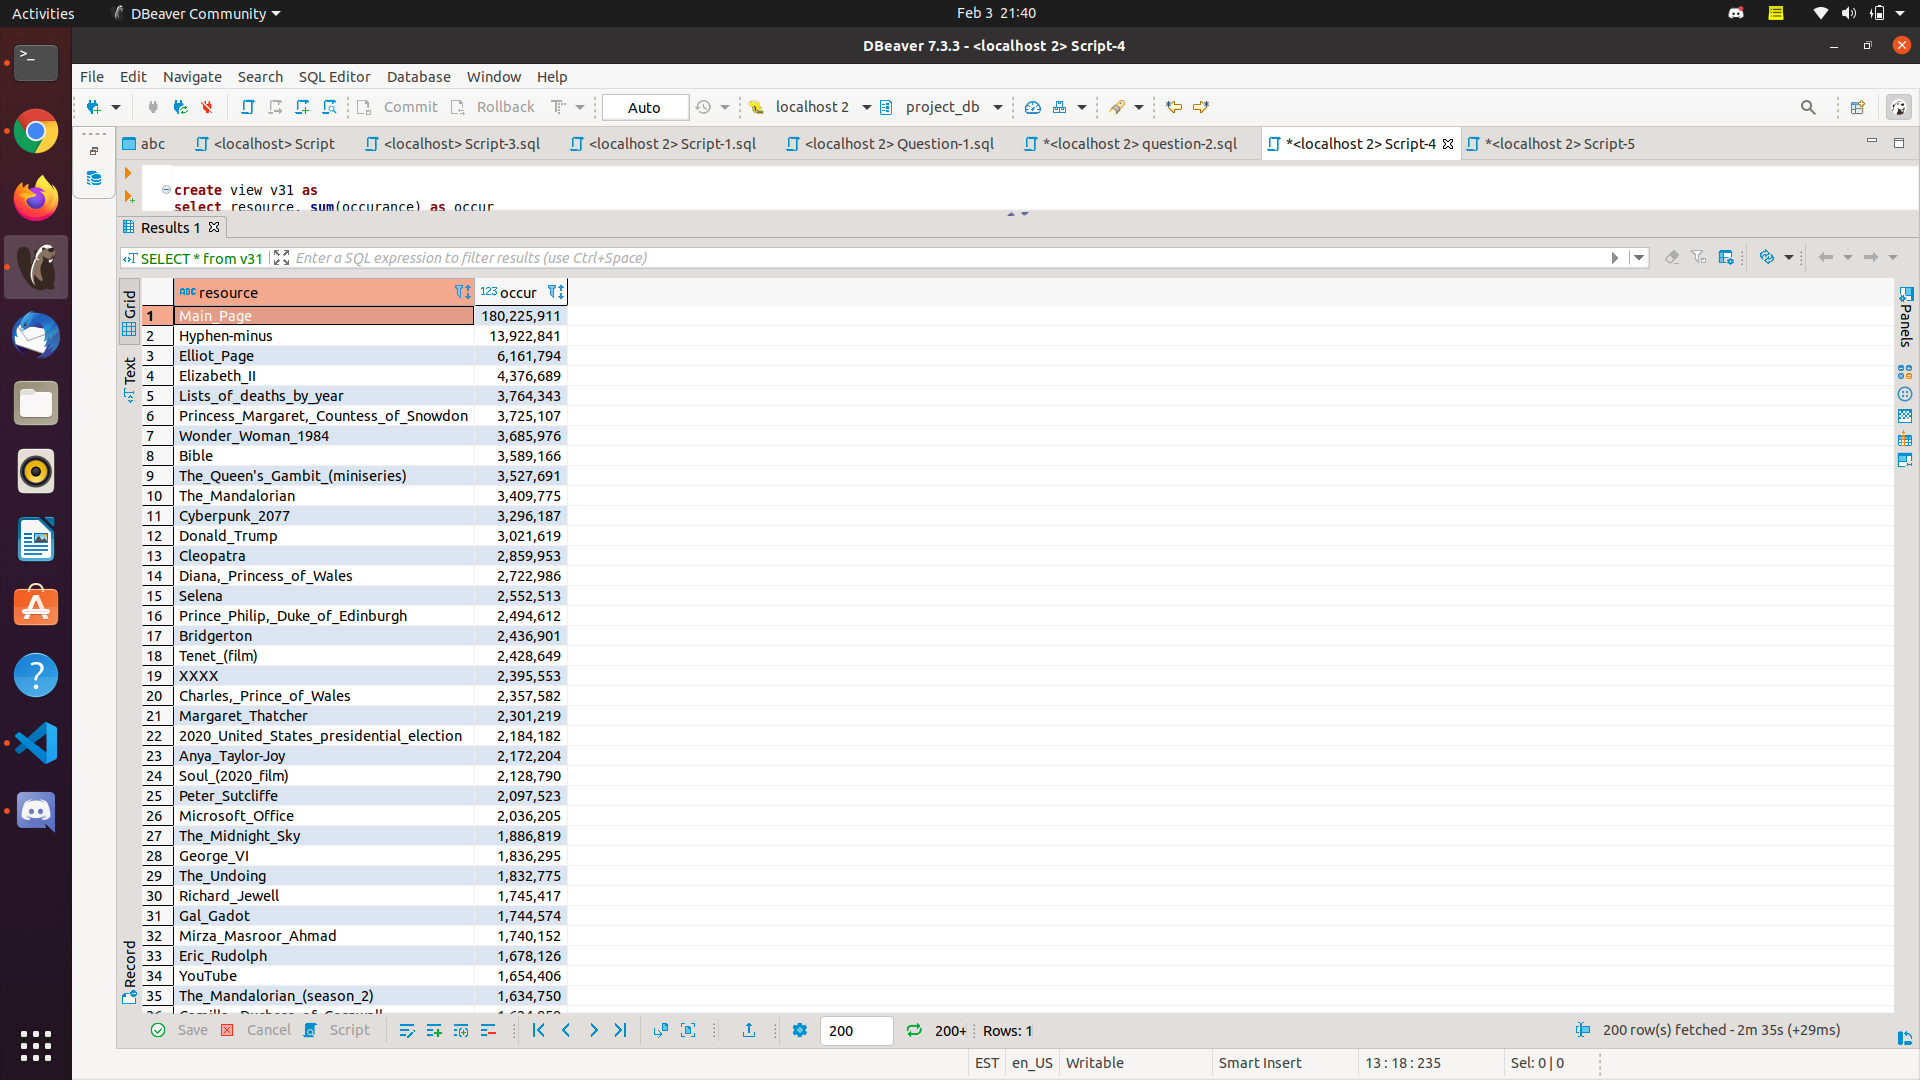 Activities DBeaver Community Feb 3 21:40
DBeaver 7.3.3 - <localhost 2> Script-4
File Edit Navigate Search SQL Editor Database Window Help
Commit Rollback Auto localhost 2 project_db
abc <localhost> Script <localhost> Script-3.sql <localhost 2> Script-1.sql <localhost 2> Question-1.sql *<localhost 2> question-2.sql *<localhost 2> Script-4 *<localhost 2> Script-5
create view v31 as
select resource, sum(occurance) as occur
Results 1
SELECT * from v31 Enter a SQL expression to filter results (use Ctrl+Space)
Grid
Text
Record
Panels
ABC resource 123 occur
1 Main_Page 180,225,911
2 Hyphen-minus 13,922,841
3 Elliot_Page 6,161,794
4 Elizabeth_II 4,376,689
5 Lists_of_deaths_by_year 3,764,343
6 Princess_Margaret,_Countess_of_Snowdon 3,725,107
7 Wonder_Woman_1984 3,685,976
8 Bible 3,589,166
9 The_Queen's_Gambit_(miniseries) 3,527,691
10 The_Mandalorian 3,409,775
11 Cyberpunk_2077 3,296,187
12 Donald_Trump 3,021,619
13 Cleopatra 2,859,953
14 Diana,_Princess_of_Wales 2,722,986
15 Selena 2,552,513
16 Prince_Philip,_Duke_of_Edinburgh 2,494,612
17 Bridgerton 2,436,901
18 Tenet_(film) 2,428,649
19 XXXX 2,395,553
20 Charles,_Prince_of_Wales 2,357,582
21 Margaret_Thatcher 2,301,219
22 2020_United_States_presidential_election 2,184,182
23 Anya_Taylor-Joy 2,172,204
24 Soul_(2020_film) 2,128,790
25 Peter_Sutcliffe 2,097,523
26 Microsoft_Office 2,036,205
27 The_Midnight_Sky 1,886,819
28 George_VI 1,836,295
29 The_Undoing 1,832,775
30 Richard_Jewell 1,745,417
31 Gal_Gadot 1,744,574
32 Mirza_Masroor_Ahmad 1,740,152
33 Eric_Rudolph 1,678,126
34 YouTube 1,654,406
35 The_Mandalorian_(season_2) 1,634,750
Save Cancel Script 200 200+ Rows: 1 200 row(s) fetched - 2m 35s (+29ms)
EST en_US Writable Smart Insert 13 : 18 : 235 Sel: 0 | 0